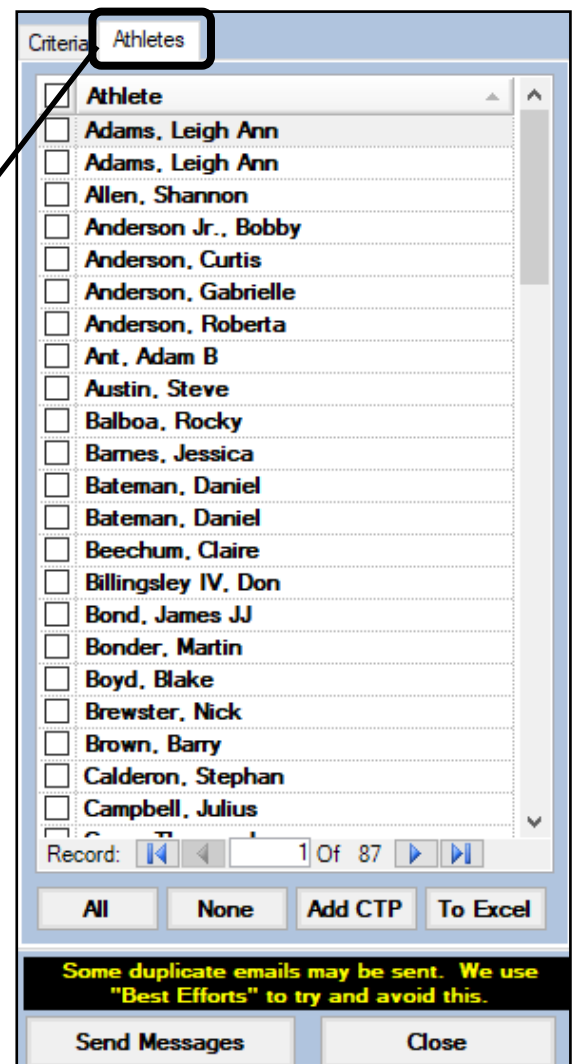 Criteria Athletes
Athlete
Adams, Leigh Ann
Adams, Leigh Ann
Allen, Shannon
Anderson Jr., Bobby
Anderson, Curtis
Anderson, Gabrielle
Anderson, Roberta
Ant, Adam B
Austin, Steve
Balboa, Rocky
Barnes, Jessica
Bateman, Daniel
Bateman, Daniel
Beechum, Claire
Billingsley IV, Don
Bond, James JJ
Bonder, Martin
Boyd, Blake
Brewster, Nick
Brown, Barry
Calderon, Stephan
Campbell, Julius
Record: 1 Of 87
All None Add CTP To Excel
Some duplicate emails may be sent. We use
"Best Efforts" to try and avoid this.
Send Messages Close